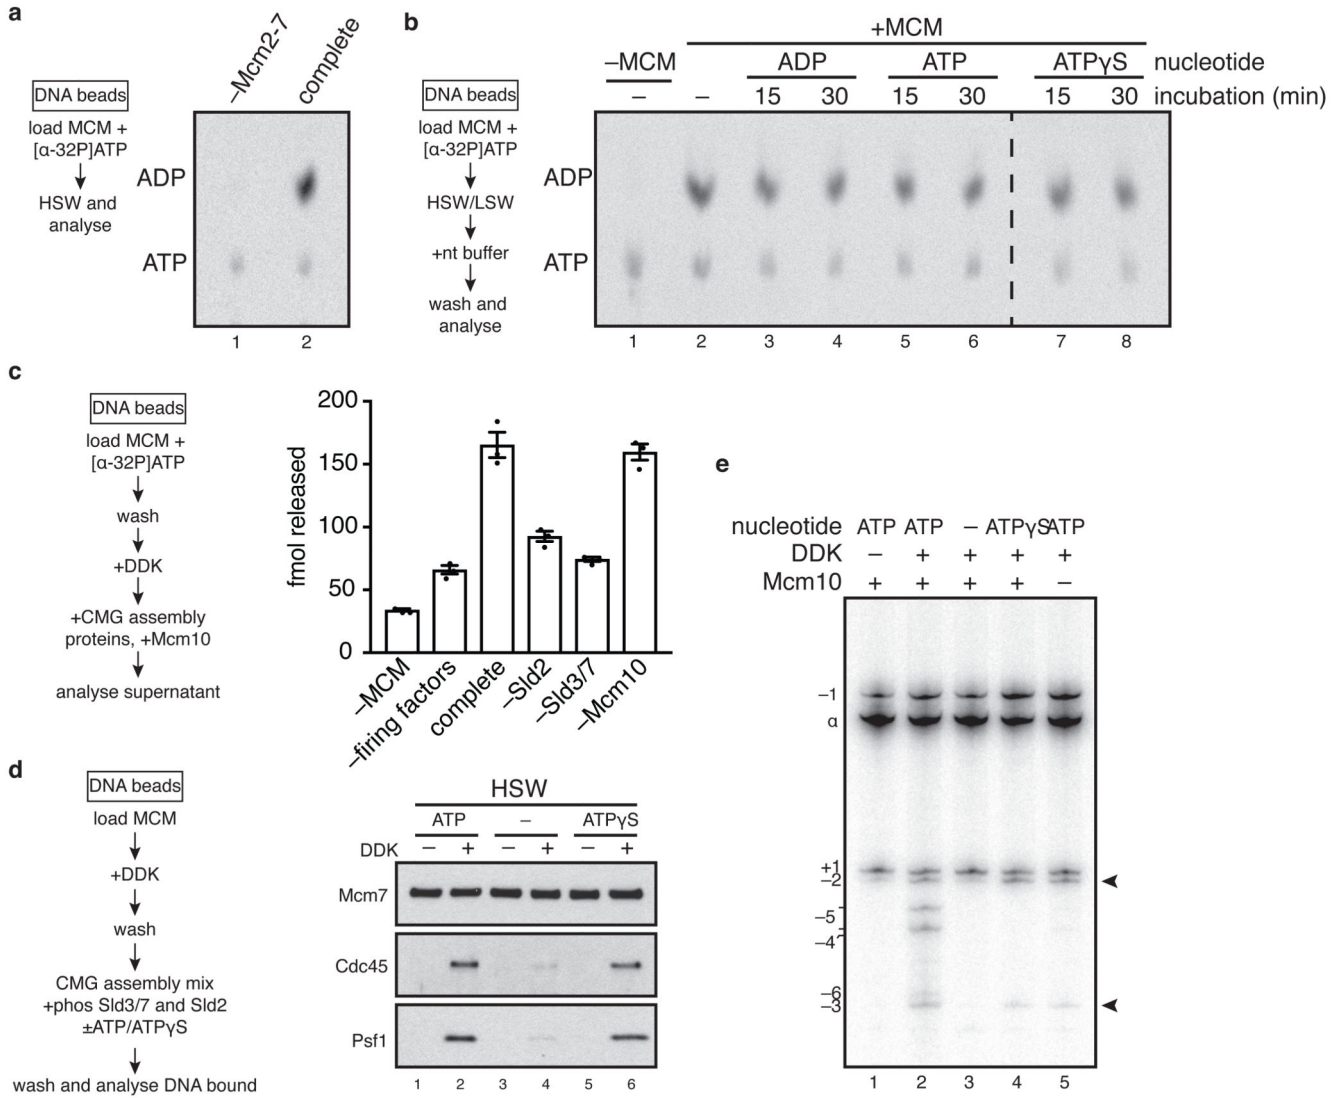 a
–Mcm2-7
complete
DNA beads
load MCM +
[α-32P]ATP
HSW and
analyse
ADP
ATP
1 2
b
+MCM
–MCM ADP ATP ATPγS nucleotide
– – 15 30 15 30 15 30 incubation (min)
DNA beads
load MCM +
[α-32P]ATP
HSW/LSW
+nt buffer
wash and
analyse
ADP
ATP
1 2 3 4 5 6 7 8
c
DNA beads
load MCM +
[α-32P]ATP
wash
+DDK
+CMG assembly
proteins, +Mcm10
analyse supernatant
fmol released
200
150
100
50
0
–MCM
–firing factors
complete
–Sld2
–Sld3/7
–Mcm10
d
DNA beads
load MCM
+DDK
wash
CMG assembly mix
+phos Sld3/7 and Sld2
±ATP/ATPγS
wash and analyse DNA bound
HSW
ATP – ATPγS
DDK – + – + – +
Mcm7
Cdc45
Psf1
1 2 3 4 5 6
e
nucleotide ATP ATP – ATPγS ATP
DDK – + + + +
Mcm10 + + + + –
–1
α
+1
–2
–5
–4
–6
–3
1 2 3 4 5